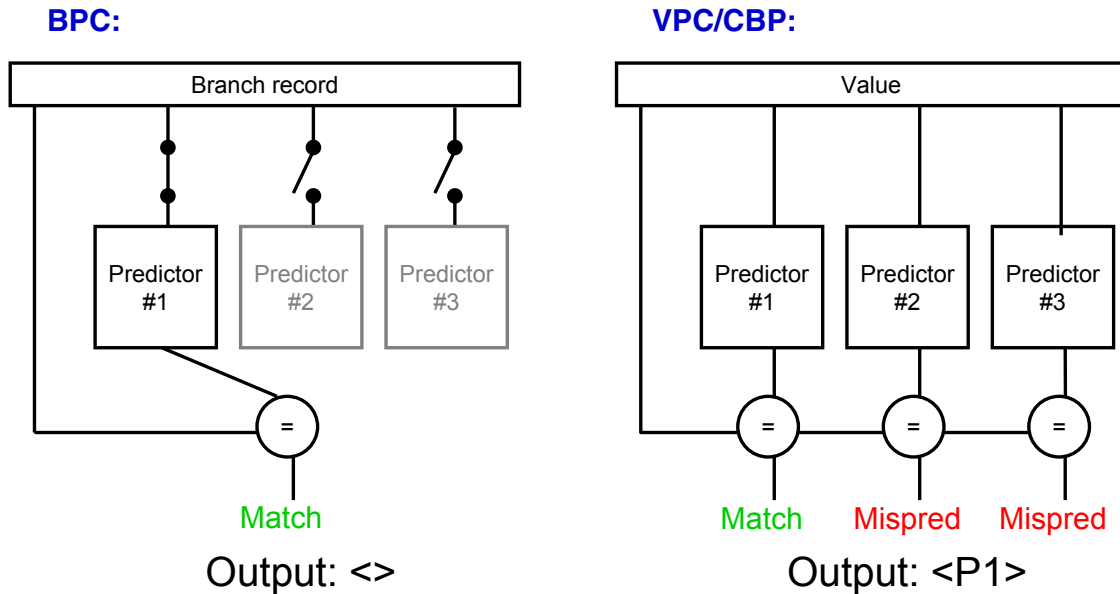 BPC:
Branch record
Predictor
#1
Predictor
#2
Predictor
#3
=
Match
Output: <>
VPC/CBP:
Value
Predictor
#1
Predictor
#2
Predictor
#3
=
=
=
Match
Mispred
Mispred
Output: <P1>